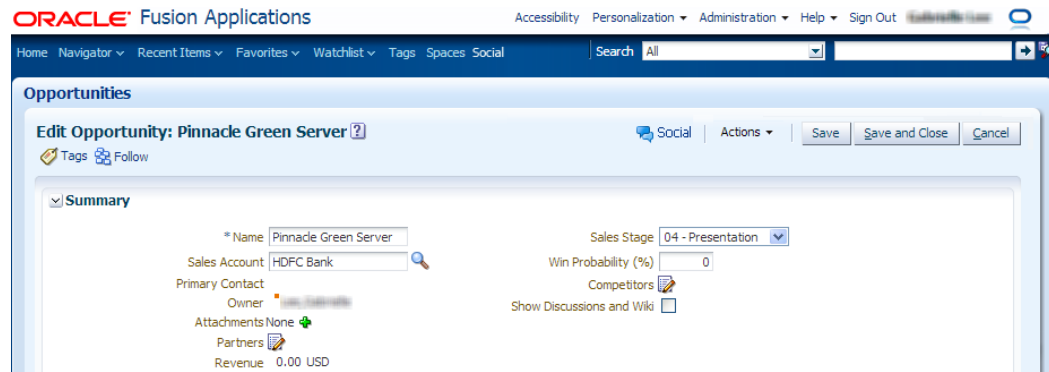 ORACLE Fusion Applications Accessibility Personalization Administration Help Sign Out
Home Navigator Recent Items Favorites Watchlist Tags Spaces Social Search All
Opportunities
Edit Opportunity: Pinnacle Green Server ? Social Actions Save Save and Close Cancel
Tags Follow
Summary
* Name Pinnacle Green Server Sales Stage 04 - Presentation
Sales Account HDFC Bank Win Probability (%) 0
Primary Contact Competitors
Owner Show Discussions and Wiki
Attachments None
Partners
Revenue 0.00 USD